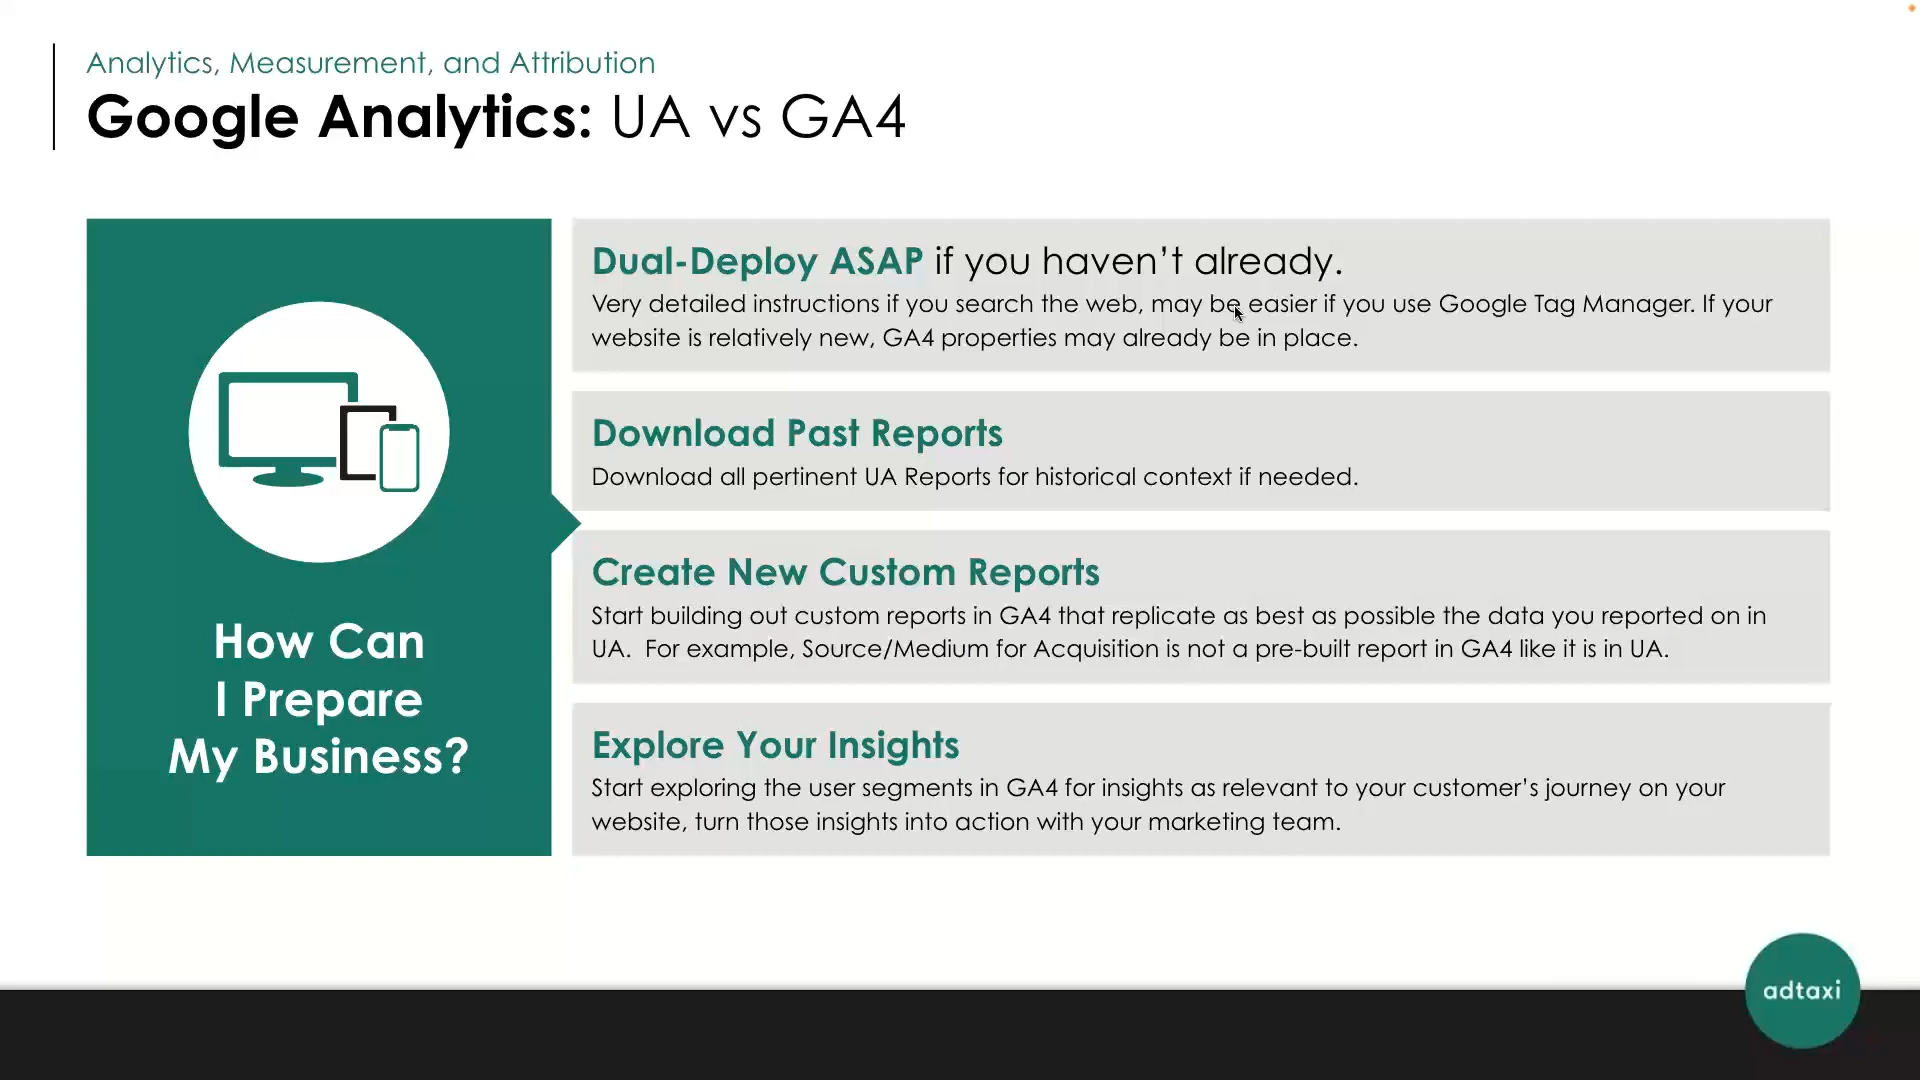 Analytics, Measurement, and Attribution
Google Analytics: UA vs GA4
How Can
I Prepare
My Business?
Dual-Deploy ASAP if you haven’t already.
Very detailed instructions if you search the web, may be easier if you use Google Tag Manager. If your
website is relatively new, GA4 properties may already be in place.
Download Past Reports
Download all pertinent UA Reports for historical context if needed.
Create New Custom Reports
Start building out custom reports in GA4 that replicate as best as possible the data you reported on in
UA.  For example, Source/Medium for Acquisition is not a pre-built report in GA4 like it is in UA.
Explore Your Insights
Start exploring the user segments in GA4 for insights as relevant to your customer’s journey on your
website, turn those insights into action with your marketing team.
adtaxi